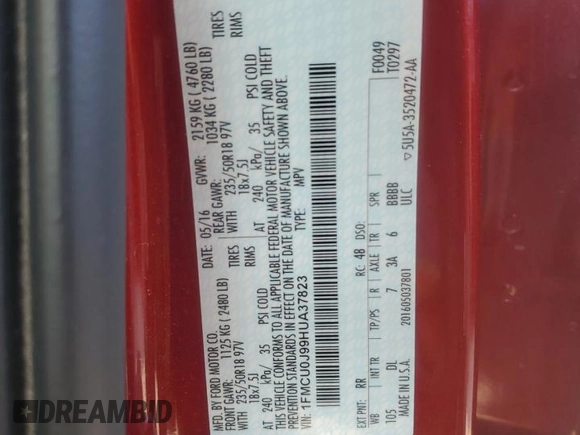 MFD. BY FORD MOTOR CO.
DATE: 05/16 GVWR: 2159 KG ( 4760 LB)
FRONT GAWR: 1125 KG ( 2480 LB) REAR GAWR: 1034 KG ( 2280 LB)
WITH 235/50R18 97V TIRES WITH 235/50R18 97V TIRES
18x7.5J RIMS 18x7.5J RIMS
AT 240 kPa/ 35 PSI COLD AT 240 kPa/ 35 PSI COLD
THIS VEHICLE CONFORMS TO ALL APPLICABLE FEDERAL MOTOR VEHICLE SAFETY AND THEFT
PREVENTION STANDARDS IN EFFECT ON THE DATE OF MANUFACTURE SHOWN ABOVE.
VIN: 1FMCU0J99HUA37823 TYPE: MPV
F0049
T0297
EXT PNT: RR RC: 48 DSO:
WB INT TR TP/PS R AXLE TR SPR
105 DL 7 3A 6 BBBB
MADE IN U.S.A. 201605037801 ULC
5U5A-3520472-AA
DREAMBID